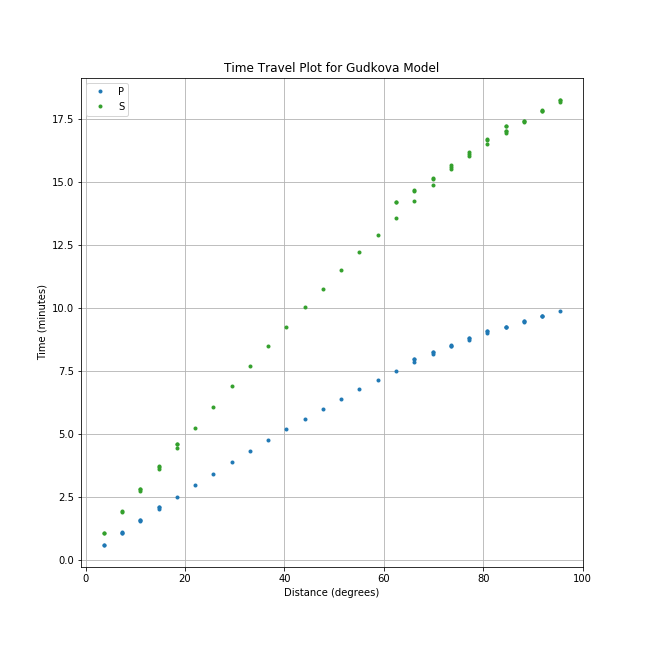 Time Travel Plot for Gudkova Model
P
S
17.5
15.0
12.5
10.0
7.5
5.0
2.5
0.0
Time (minutes)
0 20 40 60 80 100
Distance (degrees)